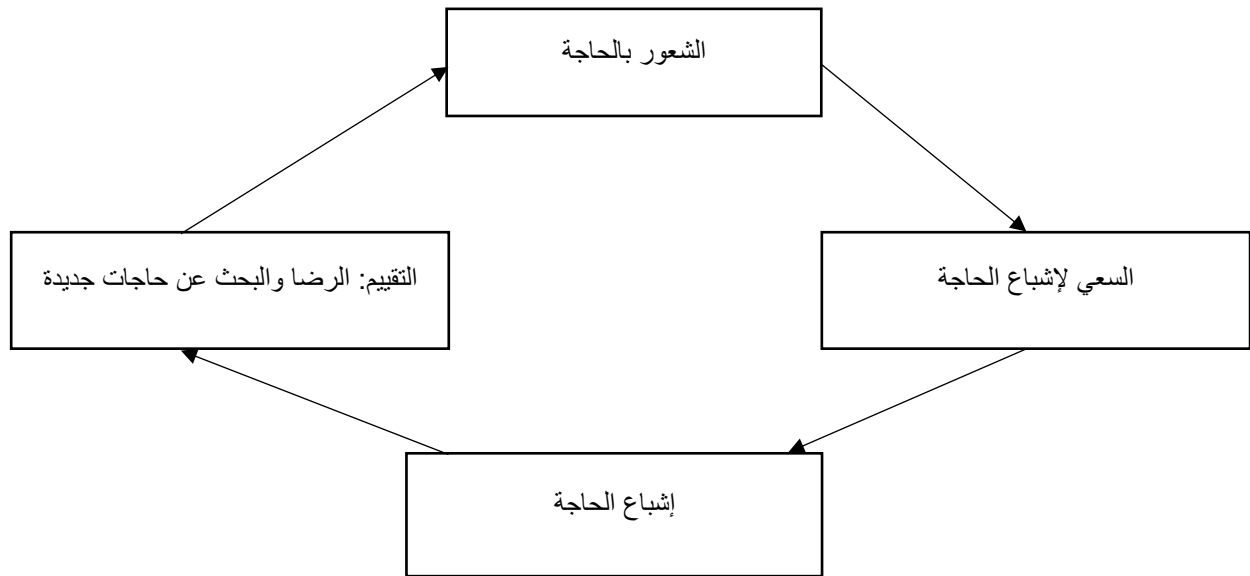 الشعور بالحاجة
السعي لإشباع الحاجة
إشباع الحاجة
التقييم: الرضا والبحث عن حاجات جديدة